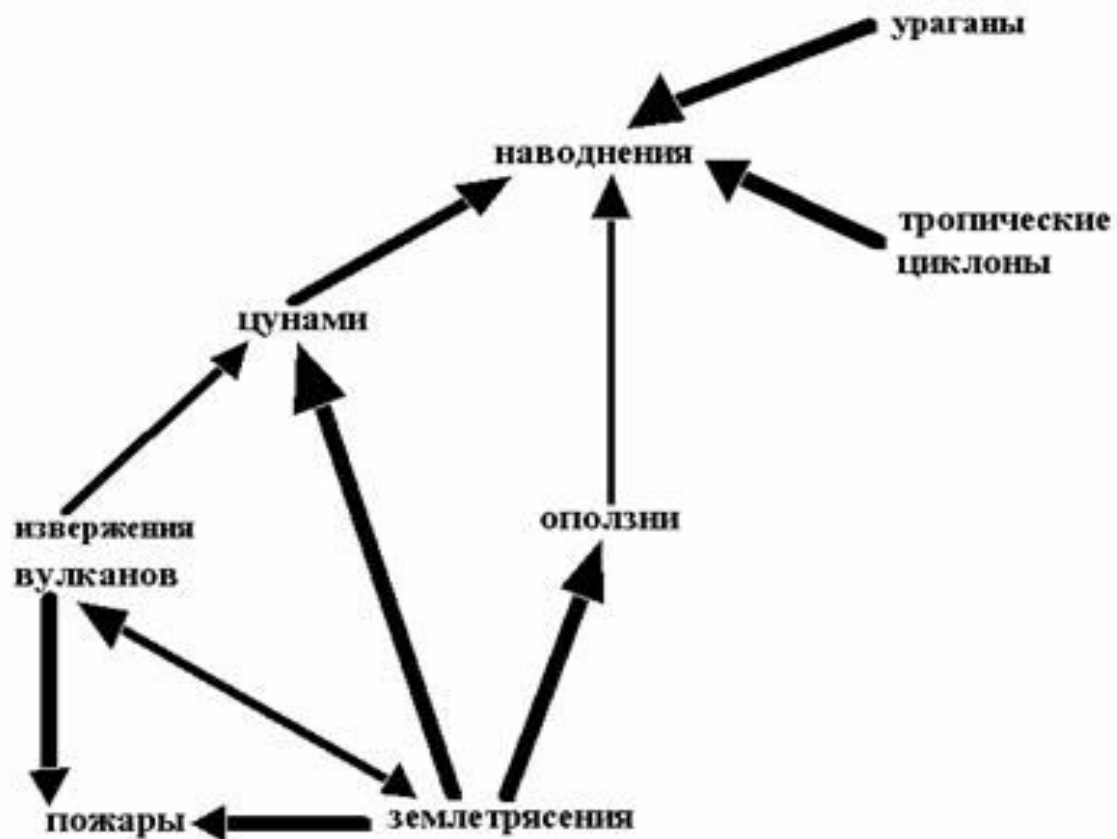 ураганы
наводнения
тропические
циклоны
цунами
извержения
вулканов
оползни
пожары
землетрясения